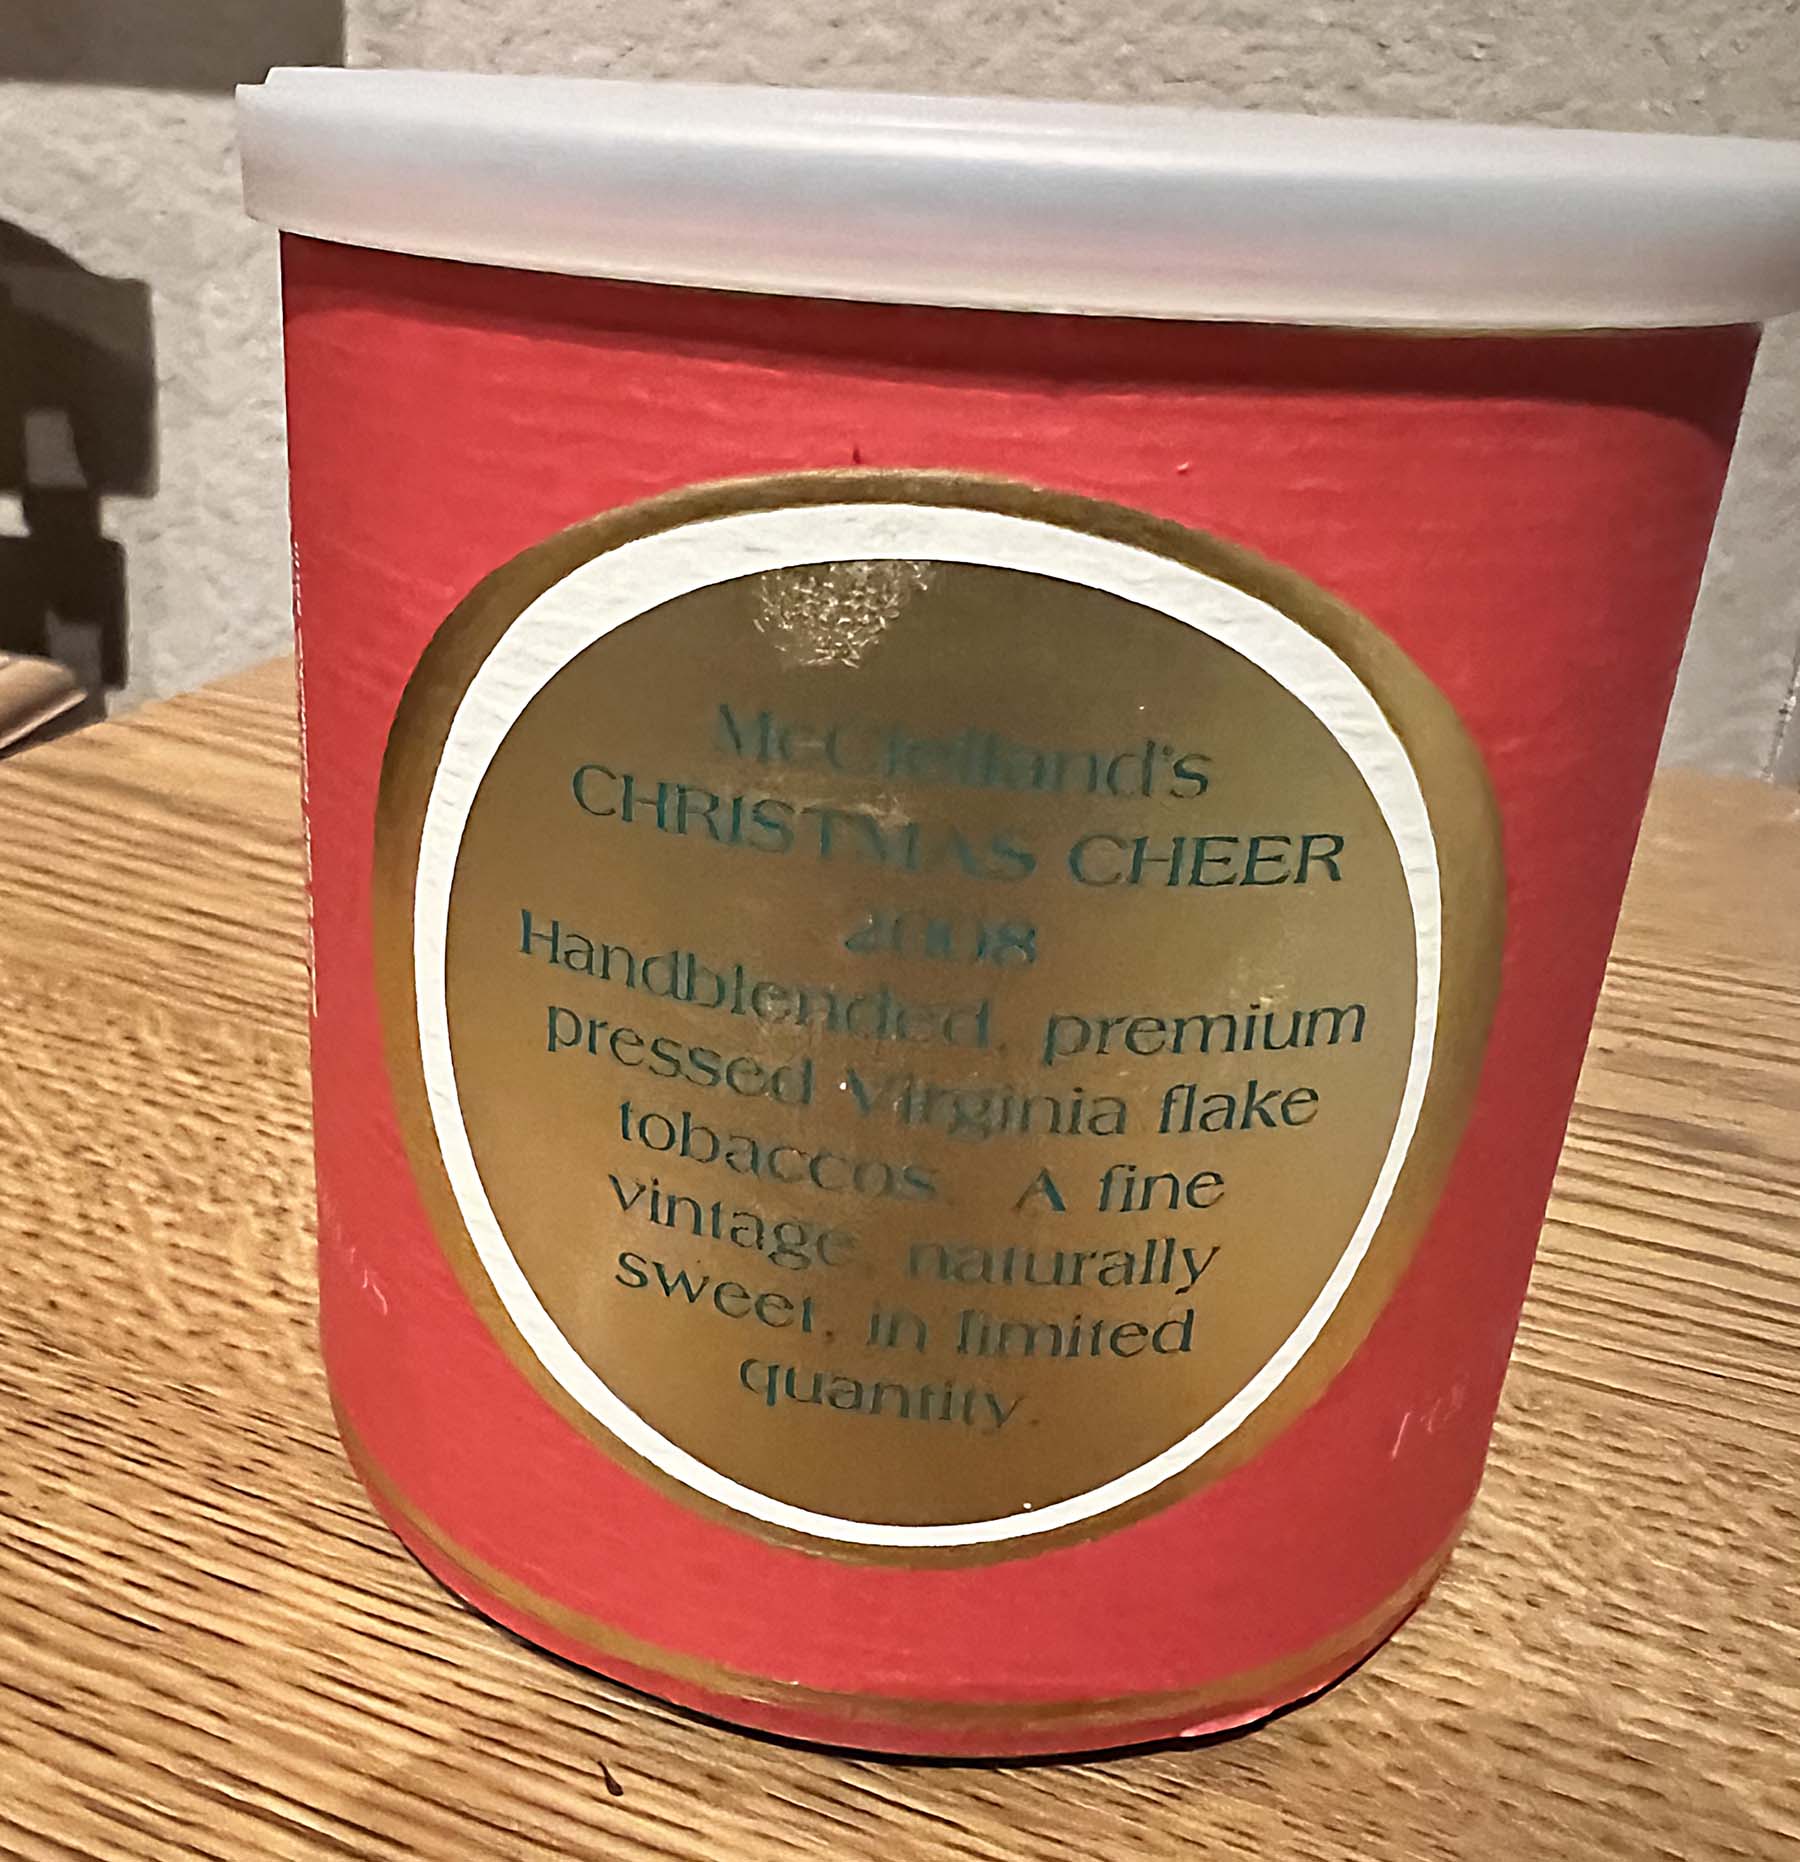 McClelland's
CHRISTMAS CHEER
2008
Handblended, premium
pressed Virginia flake
tobaccos. A fine
vintage, naturally
sweet, in limited
quantity.